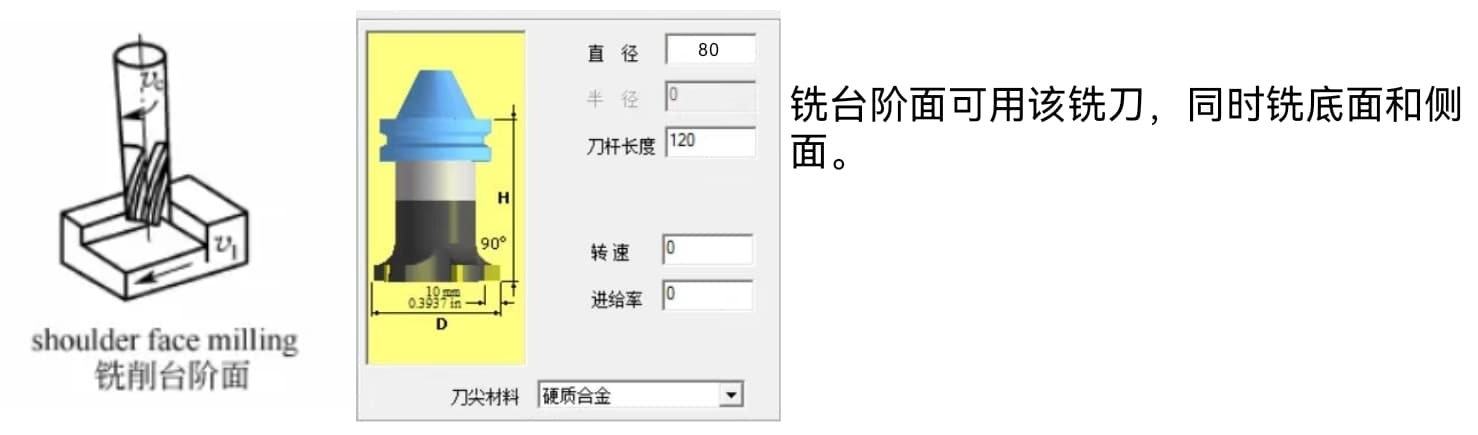 v_c
v_1
shoulder face milling
铣削台阶面
直 径 80
半 径 0
刀杆长度 120
H
90°
10 mm
0.3937 in
D
转速 0
进给率 0
刀尖材料 硬质合金
铣台阶面可用该铣刀，同时铣底面和侧
面。